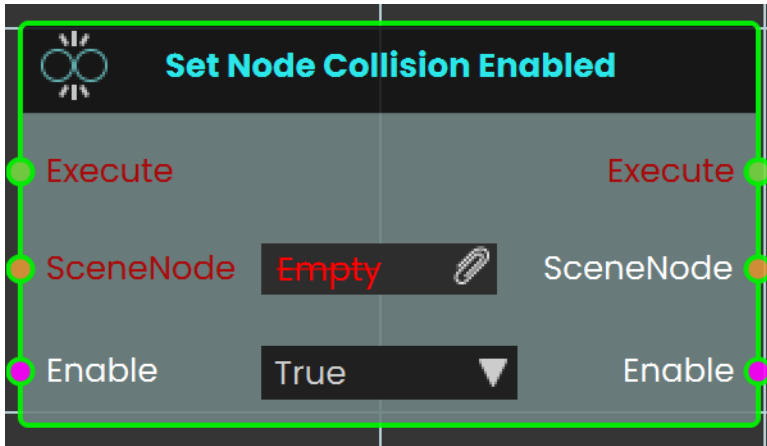 Set Node Collision Enabled
Execute Execute
SceneNode Empty SceneNode
Enable True Enable